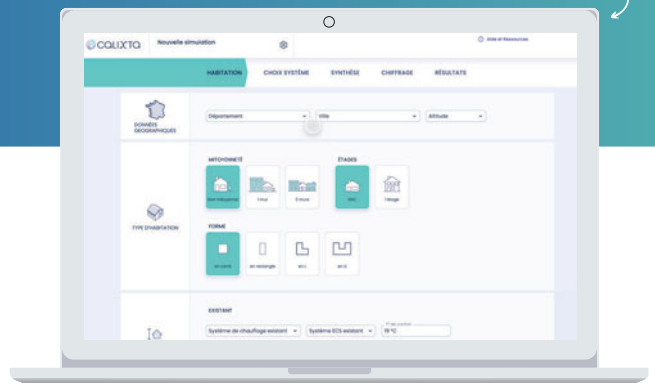 CALIXTA
Nouvelle simulation
Aide et Ressources
HABITATION
CHOIX SYSTÈME
SYNTHÈSE
CHIFFRAGE
RÉSULTATS
DONNÉES
GÉOGRAPHIQUES
Département
Ville
Altitude
MITOYENNETÉ
ÉTAGES
Non mitoyenne
1 mur
2 murs
RDC
1 étage
TYPE D'HABITATION
FORME
en carré
en rectangle
en L
en U
EXISTANT
Système de chauffage existant
Système ECS existant
T° de confort
19 °C